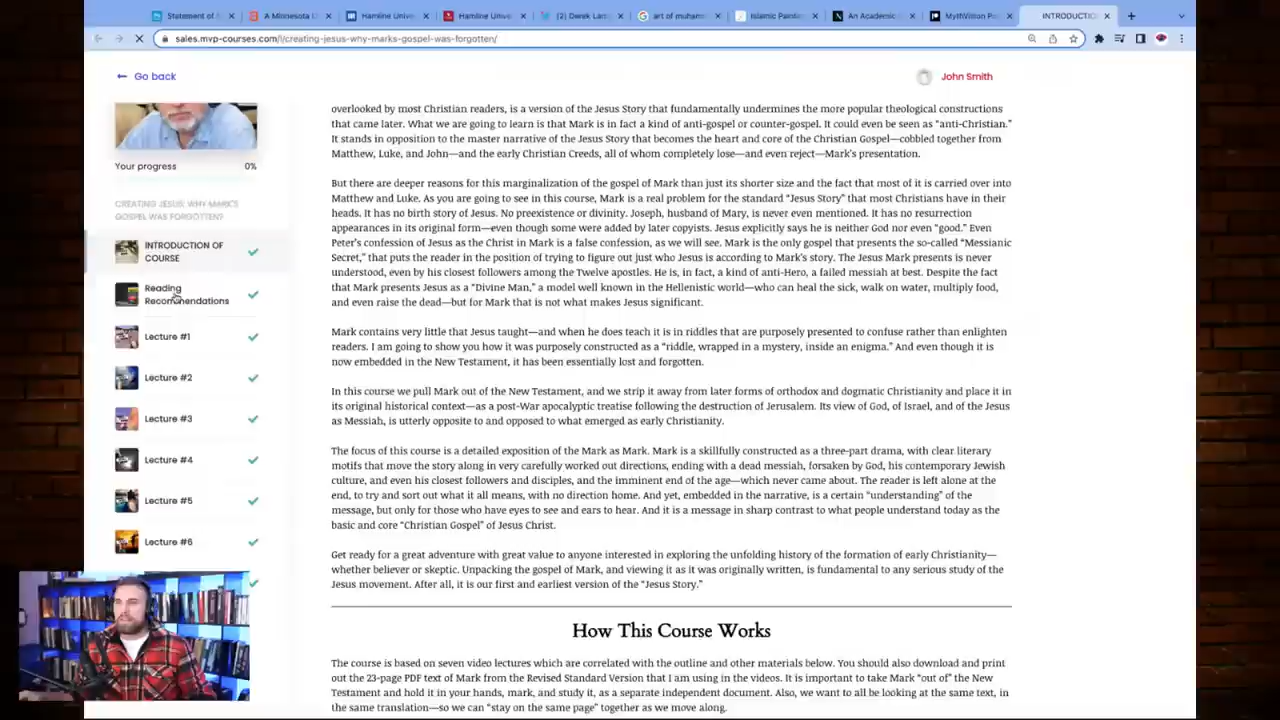 Statement of
A Minnesota U
Hamline Unive
Hamline Unive
(2) Derek Lam
art of muham
Islamic Paintin
An Academic
MythVision Po
INTRODUCTIO
sales.mvp-courses.com/l/creating-jesus-why-marks-gospel-was-forgotten/
Go back
John Smith
Your progress 0%
CREATING JESUS: WHY MARK'S
GOSPEL WAS FORGOTTEN?
INTRODUCTION OF
COURSE
Reading
Recommendations
Lecture #1
Lecture #2
Lecture #3
Lecture #4
Lecture #5
Lecture #6
overlooked by most Christian readers, is a version of the Jesus Story that fundamentally undermines the more popular theological constructions
that came later. What we are going to learn is that Mark is in fact a kind of anti-gospel or counter-gospel. It could even be seen as “anti-Christian.”
It stands in opposition to the master narrative of the Jesus Story that becomes the heart and core of the Christian Gospel—cobbled together from
Matthew, Luke, and John—and the early Christian Creeds, all of whom completely lose—and even reject—Mark's presentation.
But there are deeper reasons for this marginalization of the gospel of Mark than just its shorter size and the fact that most of it is carried over into
Matthew and Luke. As you are going to see in this course, Mark is a real problem for the standard “Jesus Story” that most Christians have in their
heads. It has no birth story of Jesus. No preexistence or divinity. Joseph, husband of Mary, is never even mentioned. It has no resurrection
appearances in its original form—even though some were added by later copyists. Jesus explicitly says he is neither God nor even “good.” Even
Peter's confession of Jesus as the Christ in Mark is a false confession, as we will see. Mark is the only gospel that presents the so-called “Messianic
Secret,” that puts the reader in the position of trying to figure out just who Jesus is according to Mark's story. The Jesus Mark presents is never
understood, even by his closest followers among the Twelve apostles. He is, in fact, a kind of anti-Hero, a failed messiah at best. Despite the fact
that Mark presents Jesus as a “Divine Man,” a model well known in the Hellenistic world—who can heal the sick, walk on water, multiply food,
and even raise the dead—but for Mark that is not what makes Jesus significant.
Mark contains very little that Jesus taught—and when he does teach it is in riddles that are purposely presented to confuse rather than enlighten
readers. I am going to show you how it was purposely constructed as a “riddle, wrapped in a mystery, inside an enigma.” And even though it is
now embedded in the New Testament, it has been essentially lost and forgotten.
In this course we pull Mark out of the New Testament, and we strip it away from later forms of orthodox and dogmatic Christianity and place it in
its original historical context—as a post-War apocalyptic treatise following the destruction of Jerusalem. Its view of God, of Israel, and of the Jesus
as Messiah, is utterly opposite to and opposed to what emerged as early Christianity.
The focus of this course is a detailed exposition of the Mark as Mark. Mark is a skillfully constructed as a three-part drama, with clear literary
motifs that move the story along in very carefully worked out directions, ending with a dead messiah, forsaken by God, his contemporary Jewish
culture, and even his closest followers and disciples, and the imminent end of the age—which never came about. The reader is left alone at the
end, to try and sort out what it all means, with no direction home. And yet, embedded in the narrative, is a certain “understanding” of the
message, but only for those who have eyes to see and ears to hear. And it is a message in sharp contrast to what people understand today as the
basic and core “Christian Gospel” of Jesus Christ.
Get ready for a great adventure with great value to anyone interested in exploring the unfolding history of the formation of early Christianity—
whether believer or skeptic. Unpacking the gospel of Mark, and viewing it as it was originally written, is fundamental to any serious study of the
Jesus movement. After all, it is our first and earliest version of the “Jesus Story.”
How This Course Works
The course is based on seven video lectures which are correlated with the outline and other materials below. You should also download and print
out the 23-page PDF text of Mark from the Revised Standard Version that I am using in the videos. It is important to take Mark “out of” the New
Testament and hold it in your hands, mark, and study it, as a separate independent document. Also, we want to all be looking at the same text, in
the same translation—so we can “stay on the same page” together as we move along.